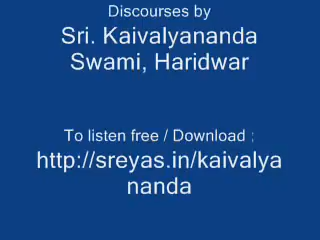 Discourses by
Sri. Kaivalyananda
Swami, Haridwar
To listen free / Download :
http://sreyas.in/kaivalya
nanda